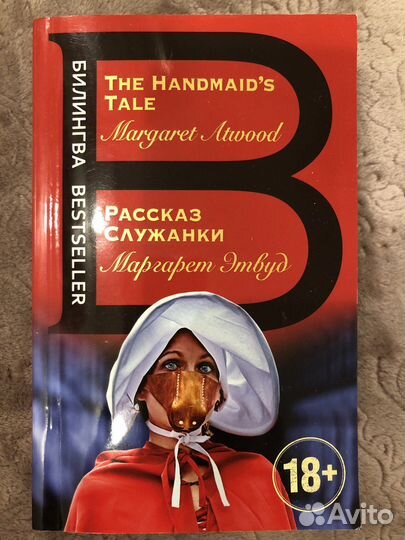 БИЛИНГВА BESTSELLER
THE HANDMAID'S
TALE
Margaret Atwood
РАССКАЗ
СЛУЖАНКИ
Маргарет Этвуд
18+
Avito